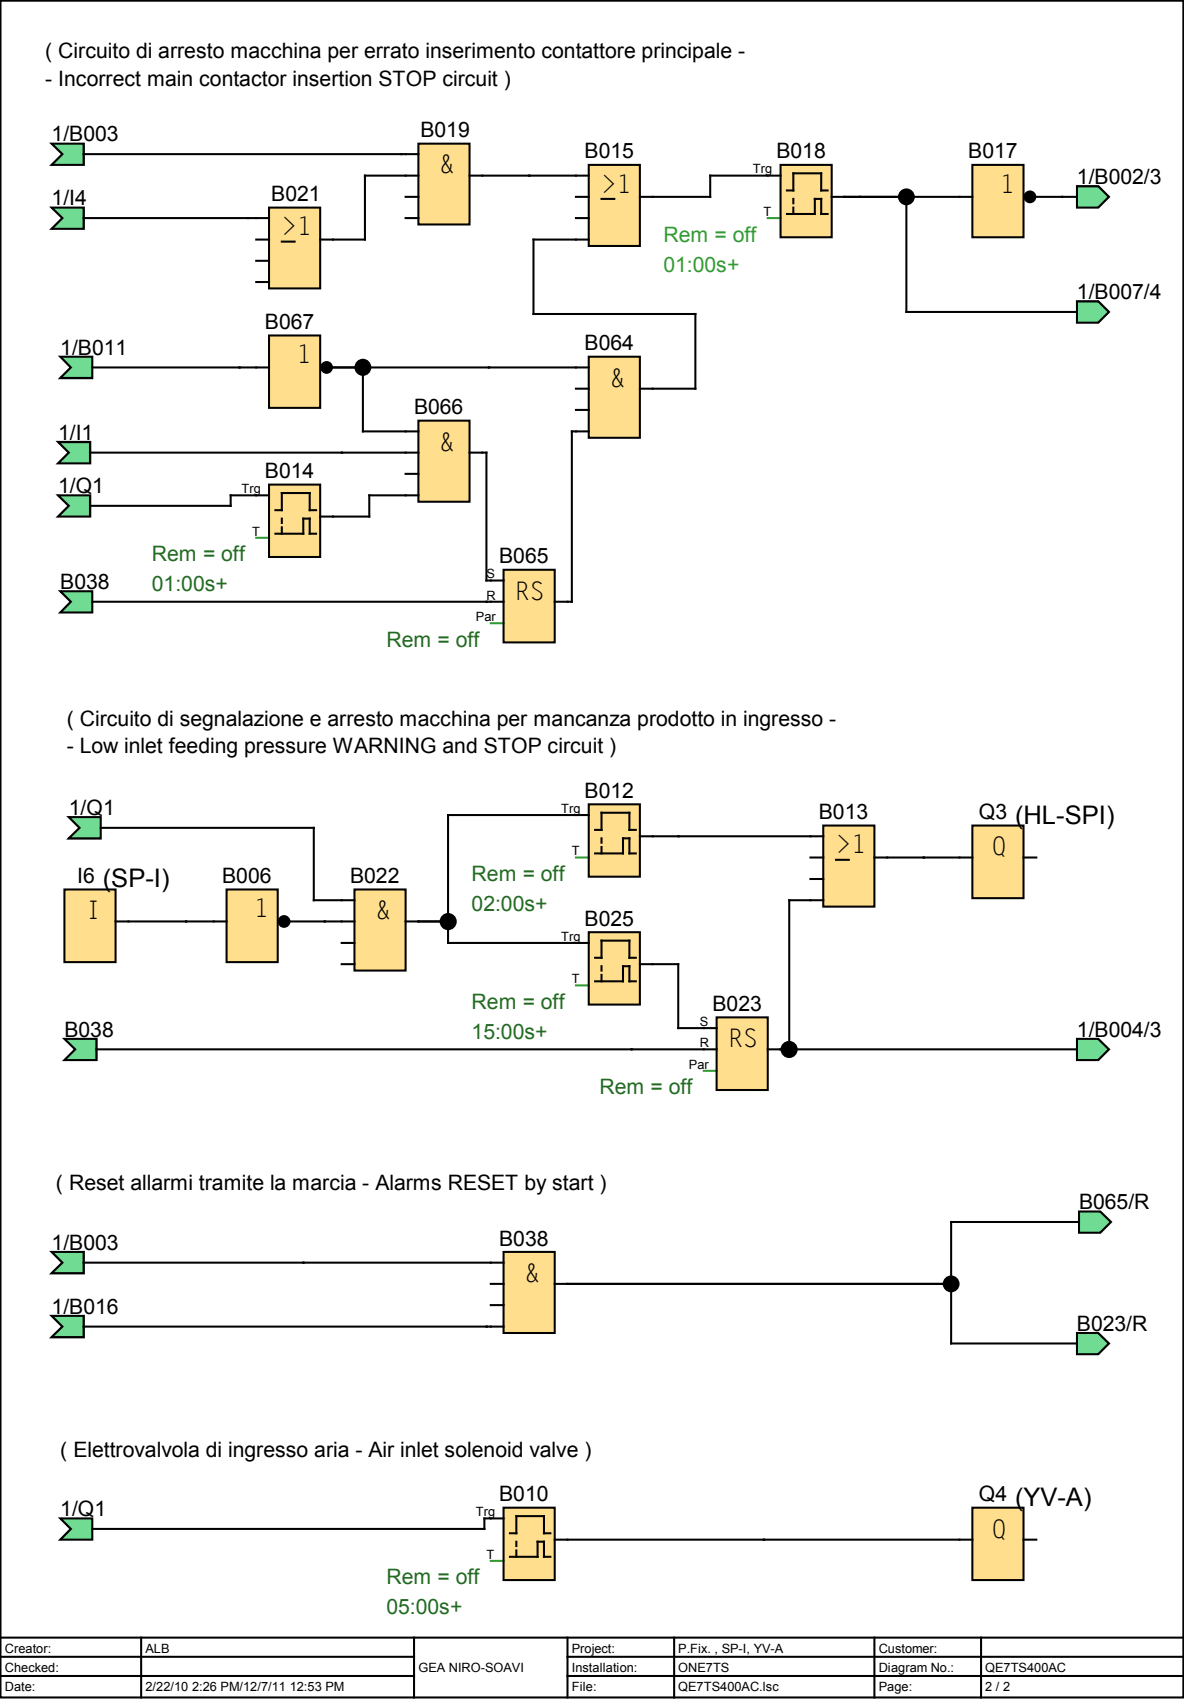 ( Circuito di arresto macchina per errato inserimento contattore principale -
- Incorrect main contactor insertion STOP circuit )
1/B003
B019
&
B015
>1
B018
Trg
T
B017
1
1/B002/3
1/I4
B021
>1
Rem = off
01:00s+
1/B007/4
1/B011
B067
1
B064
&
B066
&
1/I1
1/Q1
B014
Trg
T
Rem = off
01:00s+
B038
B065
S
R
Par
RS
Rem = off
( Circuito di segnalazione e arresto macchina per mancanza prodotto in ingresso -
- Low inlet feeding pressure WARNING and STOP circuit )
1/Q1
B012
Trg
T
Rem = off
02:00s+
B013
>1
Q3 (HL-SPI)
Q
I6 (SP-I)
I
B006
1
B022
&
B025
Trg
T
Rem = off
15:00s+
B038
B023
S
R
Par
RS
Rem = off
1/B004/3
( Reset allarmi tramite la marcia - Alarms RESET by start )
1/B003
B038
&
B065/R
1/B016
B023/R
( Elettrovalvola di ingresso aria - Air inlet solenoid valve )
1/Q1
B010
Trg
T
Rem = off
05:00s+
Q4 (YV-A)
Q
Creator: ALB GEA NIRO-SOAVI Project: P.Fix. , SP-I, YV-A Customer:
Checked: Installation: ONE7TS Diagram No.: QE7TS400AC
Date: 2/22/10 2:26 PM/12/7/11 12:53 PM File: QE7TS400AC.lsc Page: 2 / 2